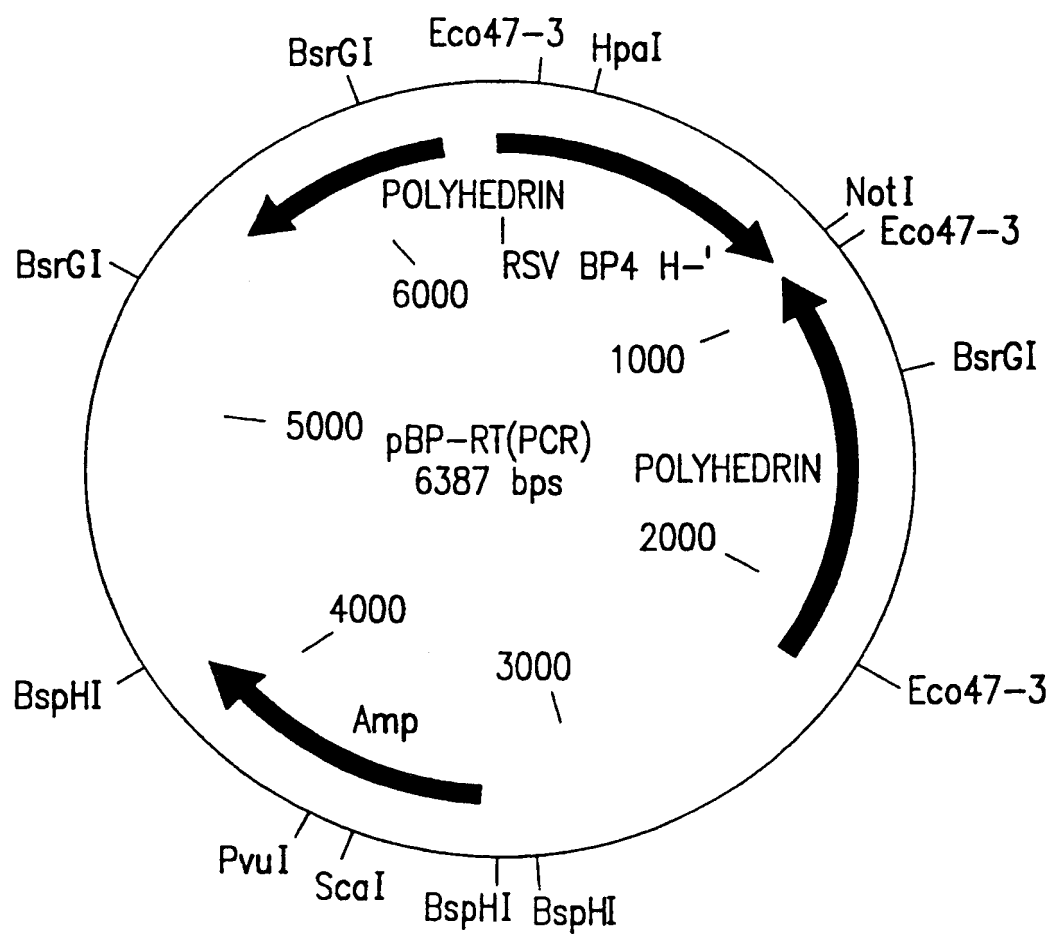 Eco47-3
BsrGI
HpaI
NotI
POLYHEDRIN
Eco47-3
BsrGI
RSV BP4 H-'
6000
1000
BsrGI
5000
pBP-RT(PCR)
6387 bps
POLYHEDRIN
2000
4000
3000
BspHI
Eco47-3
Amp
PvuI
ScaI
BspHI
BspHI